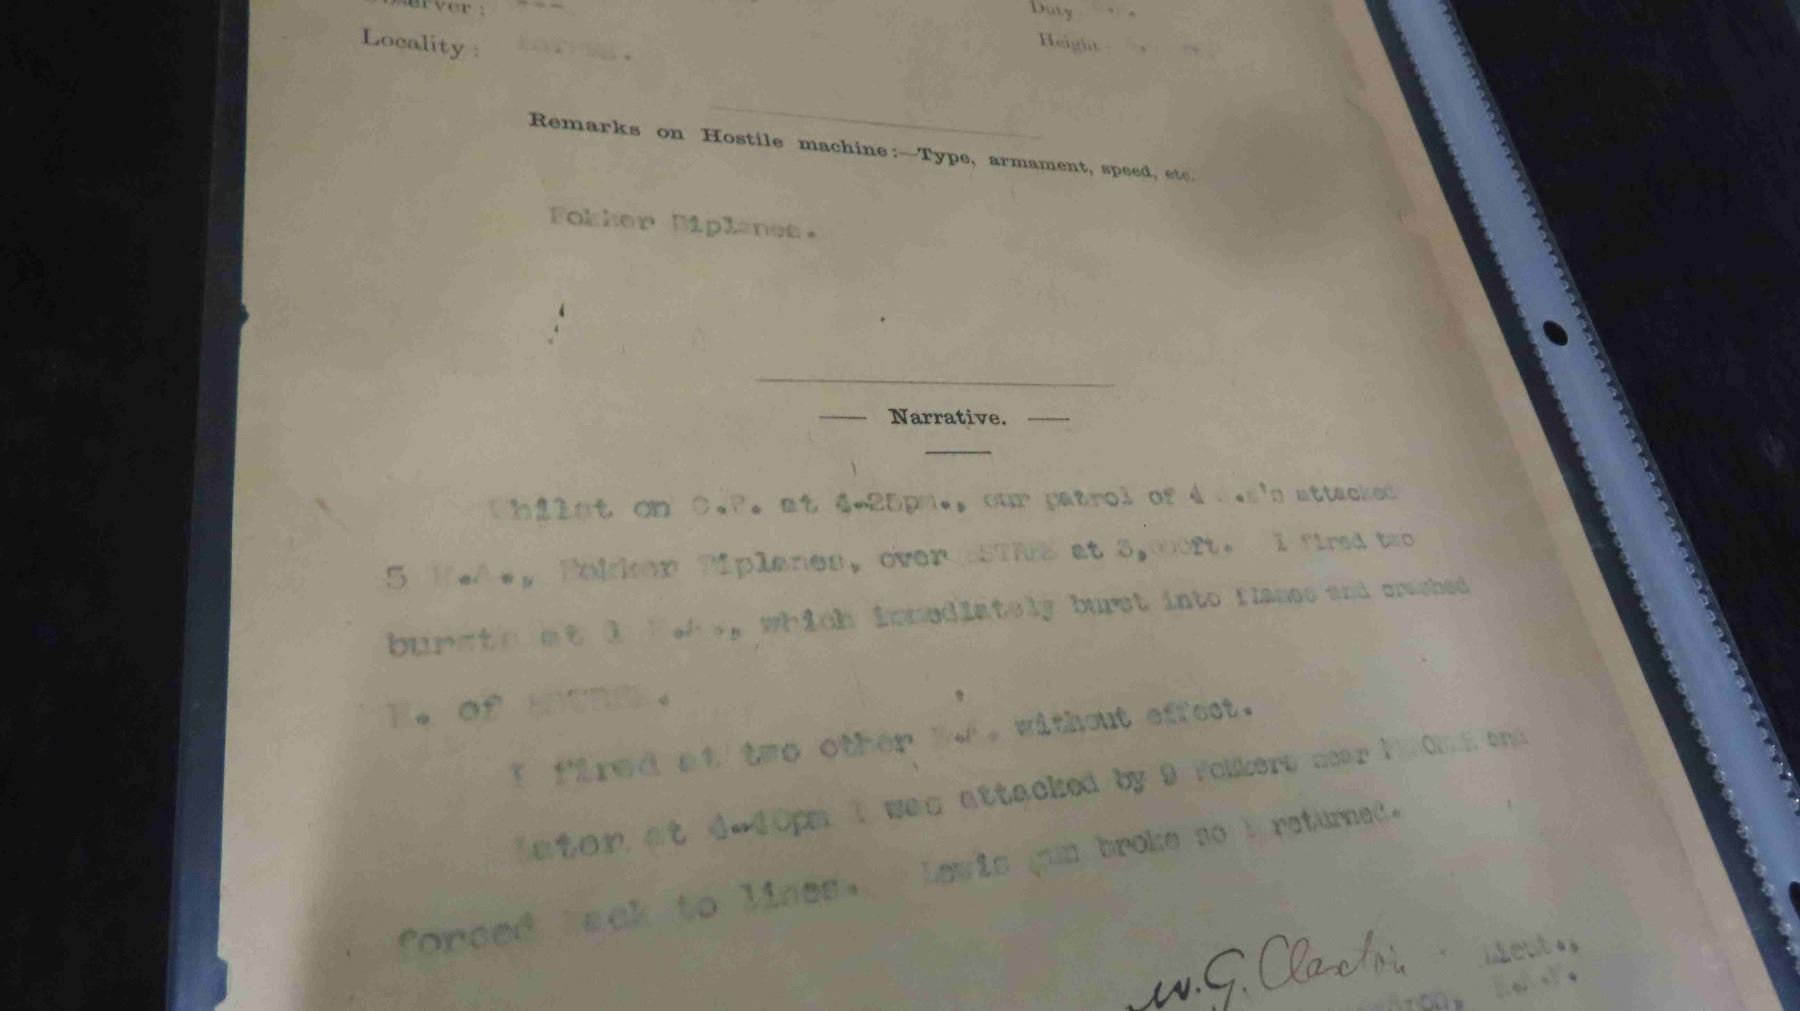 Observer :
Duty
Locality :
Height
Remarks on Hostile machine:—Type, armament, speed, etc.
Fokker Biplanes.
— Narrative. —
Whilst on O.P. at 4-25pm., our patrol of 4 attacked
5 E.A., Fokker Biplanes, over at ft. I fired two
bursts at 1 E.A., which immediately burst into flames and crashed
of
I fired at two other E.A. without effect.
Later at 4-40pm I was attacked by 9 Fokkers near PERONNE and
forced back to lines. Lewis gun broke so I returned.
W.G. Claxton Lieut.,